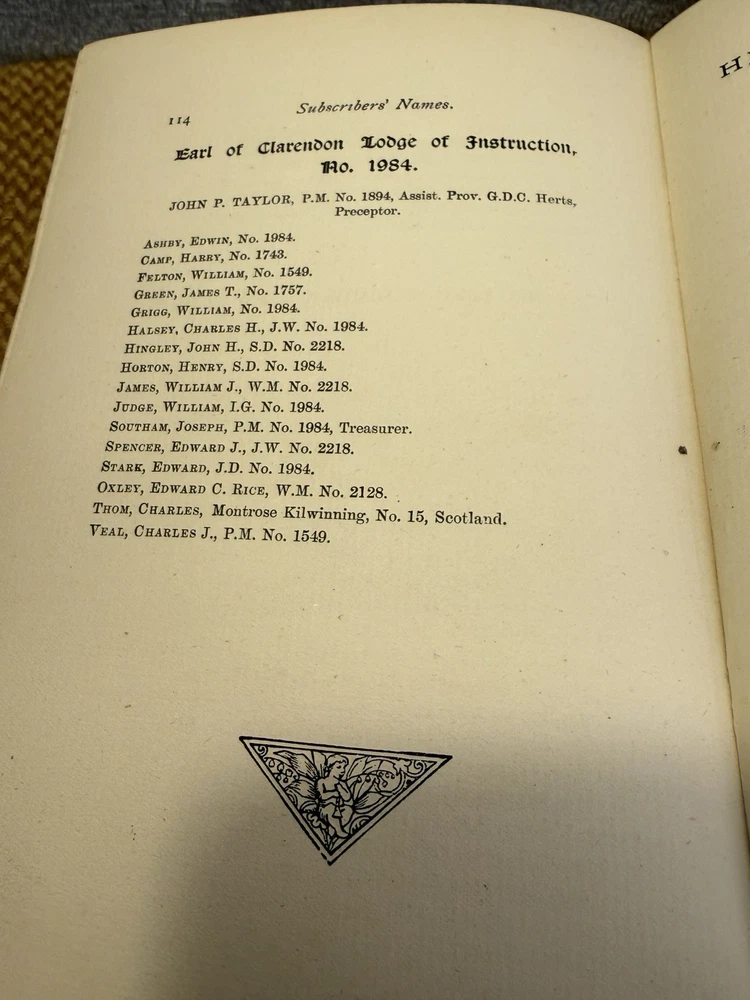 114
Subscribers' Names.
Earl of Clarendon Lodge of Instruction,
No. 1984.
JOHN P. TAYLOR, P.M. No. 1894, Assist. Prov. G.D.C. Herts,
Preceptor.
ASHBY, EDWIN, No. 1984.
CAMP, HARRY, No. 1743.
FELTON, WILLIAM, No. 1549.
GREEN, JAMES T., No. 1757.
GRIGG, WILLIAM, No. 1984.
HALSEY, CHARLES H., J.W. No. 1984.
HINGLEY, JOHN H., S.D. No. 2218.
HORTON, HENRY, S.D. No. 1984.
JAMES, WILLIAM J., W.M. No. 2218.
JUDGE, WILLIAM, I.G. No. 1984.
SOUTHAM, JOSEPH, P.M. No. 1984, Treasurer.
SPENCER, EDWARD J., J.W. No. 2218.
STARK, EDWARD, J.D. No. 1984.
OXLEY, EDWARD C. RICE, W.M. No. 2128.
THOM, CHARLES, Montrose Kilwinning, No. 15, Scotland.
VEAL, CHARLES J., P.M. No. 1549.